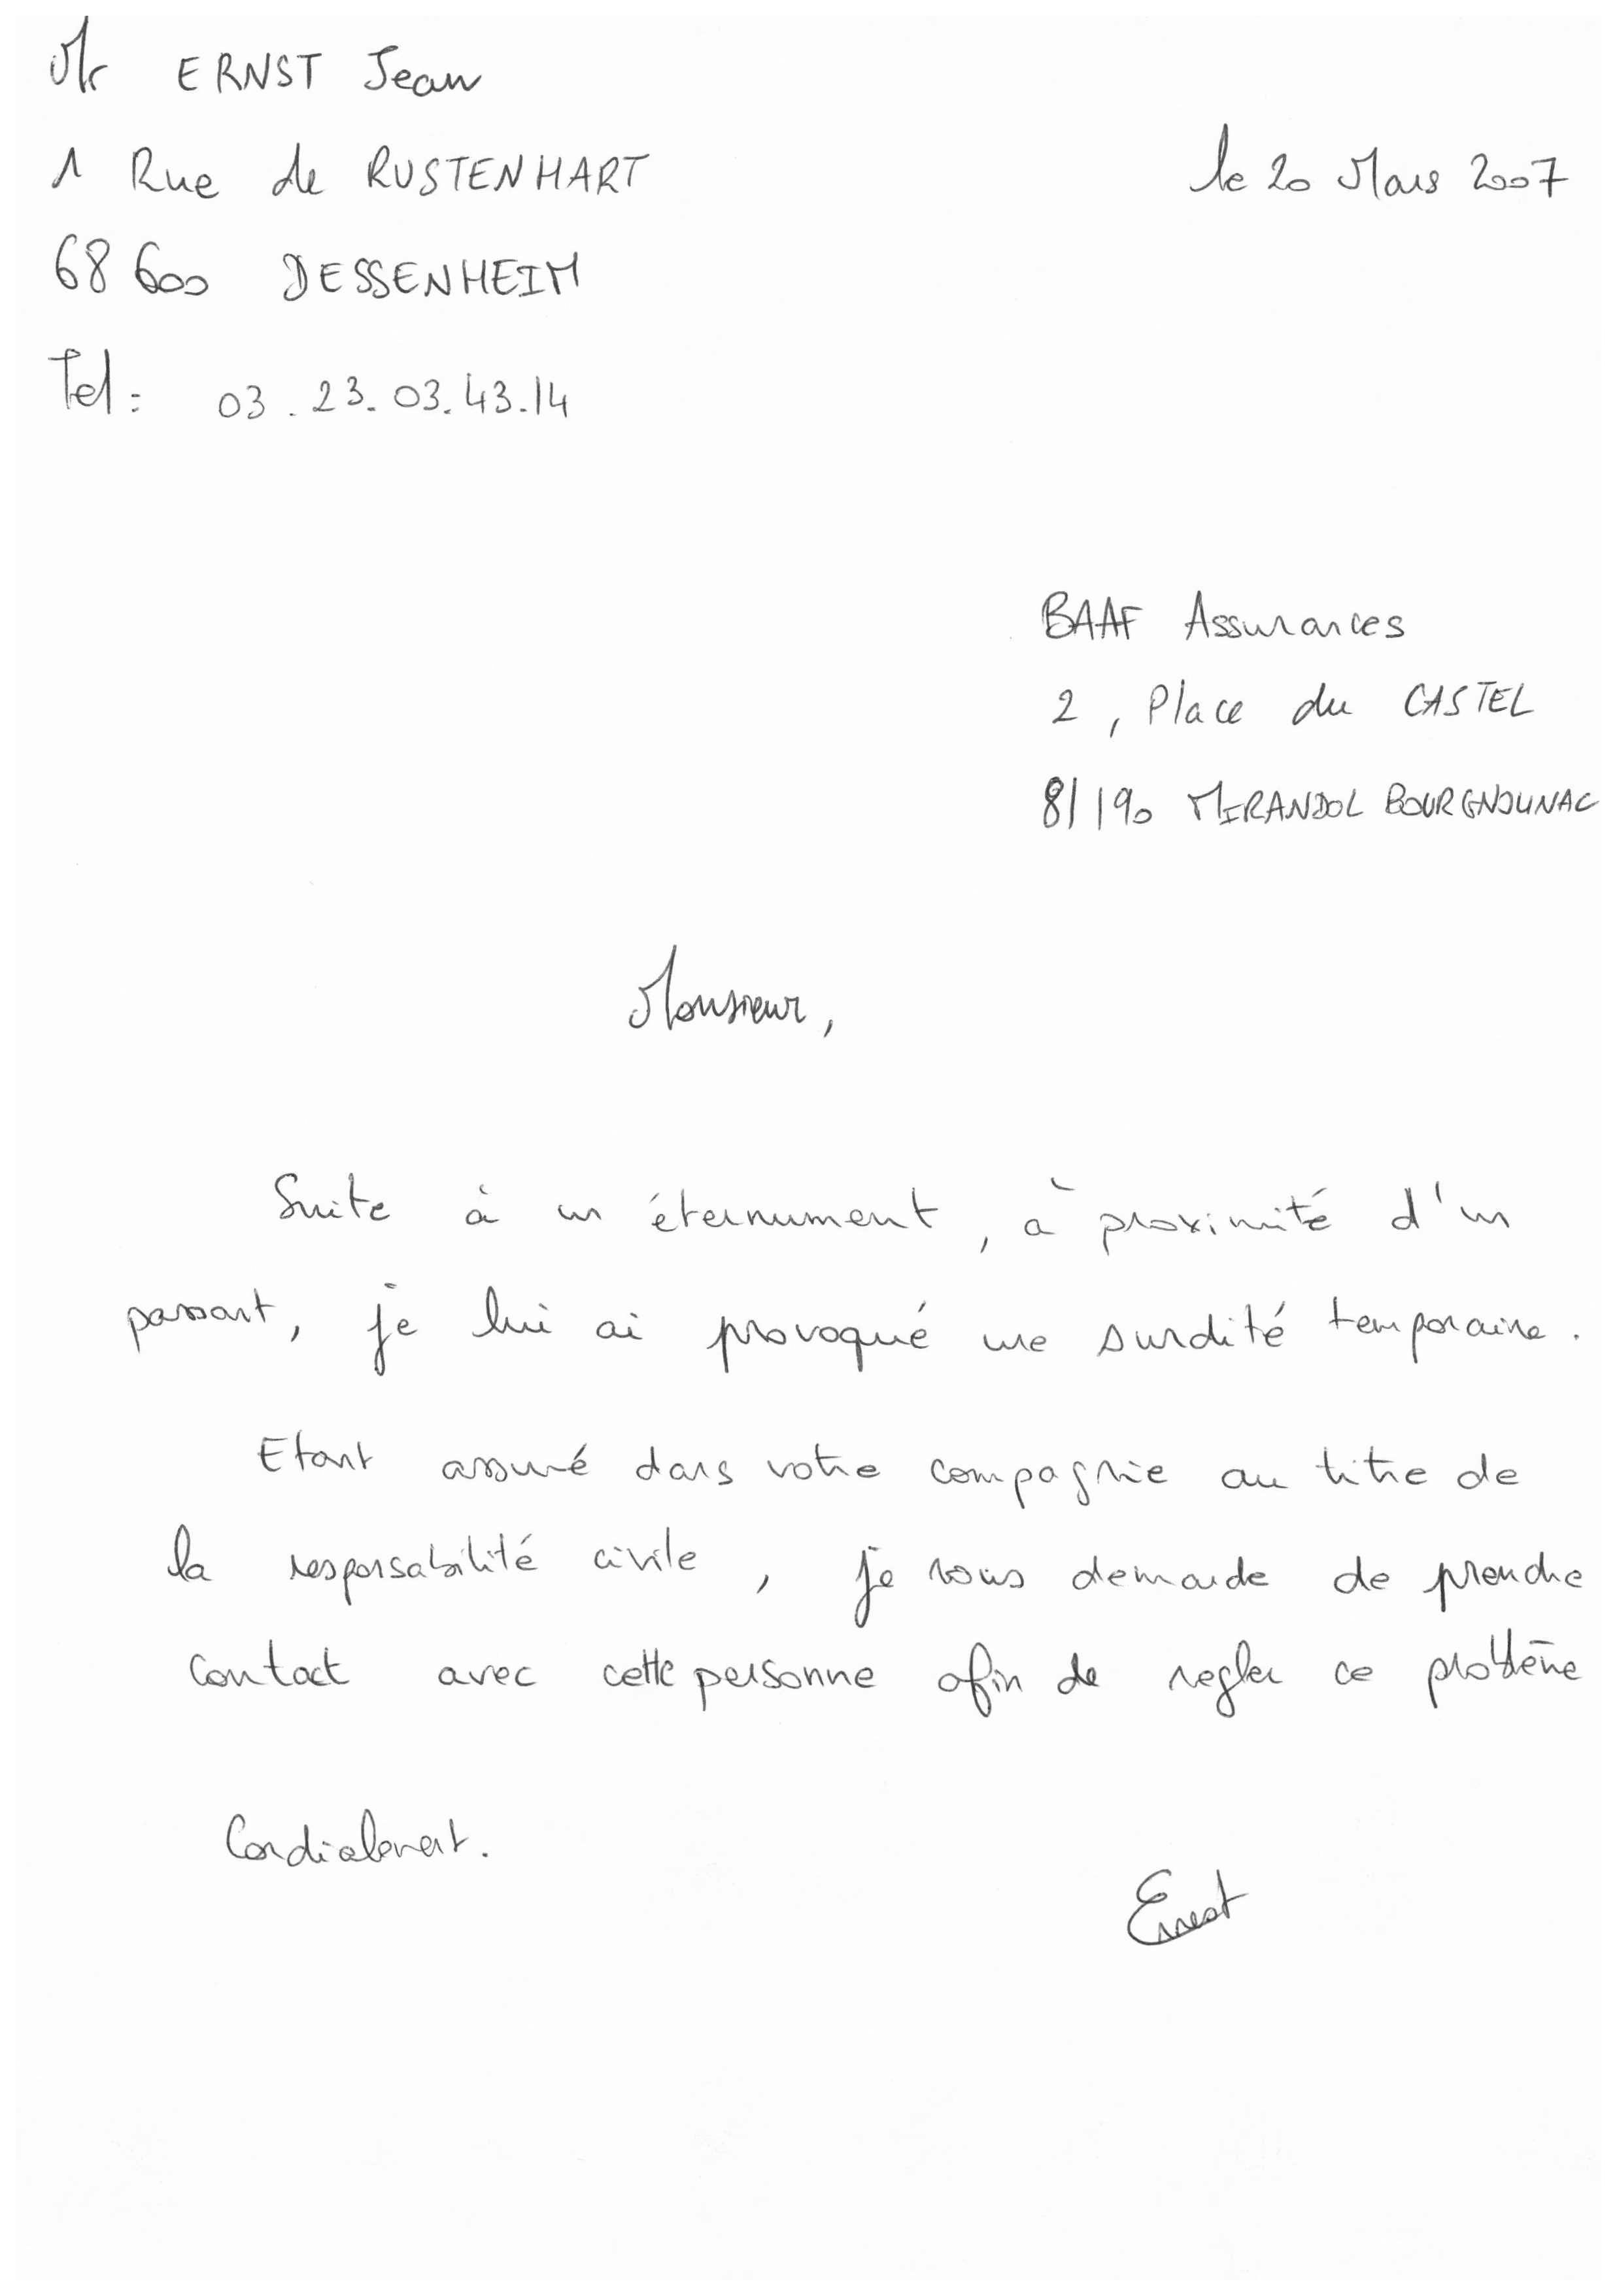 Mr ERNST Jean
1 Rue de RUSTENHART
le 20 Mars 2007
68 600 DESSENHEIM
Tel : 03.23.03.43.14
BAAF Assurances
2, Place du CASTEL
81190 MIRANDOL BOURGNOUNAC
Monsieur,
Suite à un éternument, à proximité d'un
passant, je lui ai provoqué une surdité temporaire.
Etant assuré dans votre compagnie au titre de
la responsabilité civile, je vous demande de prendre
contact avec cette personne afin de regler ce problème
Cordialement.
Ernst